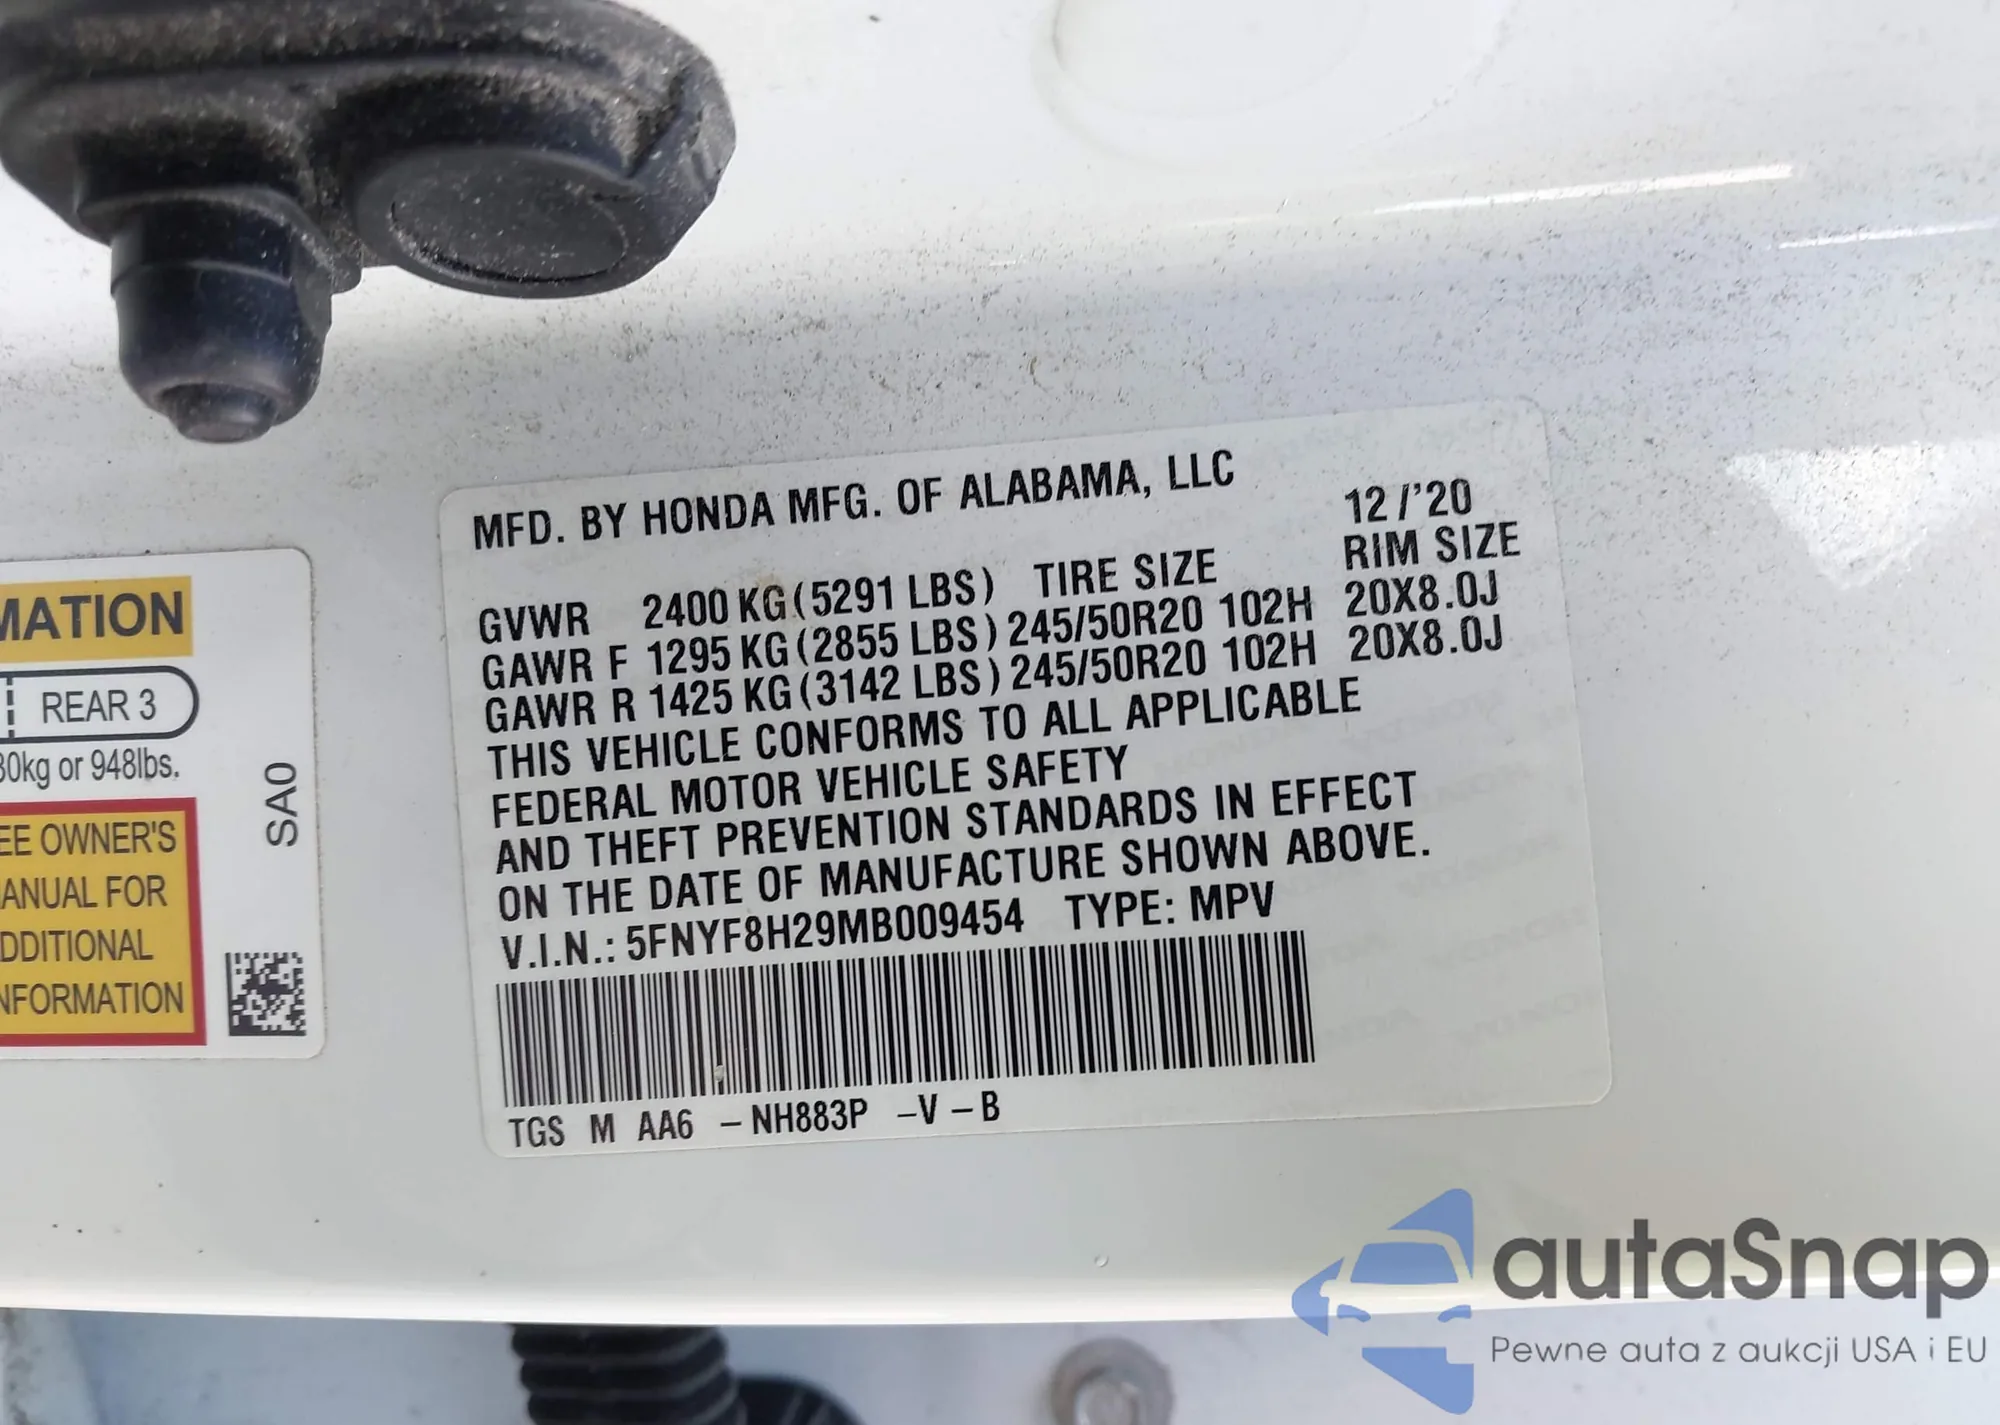 MATION
REAR 3
30kg or 948lbs.
EE OWNER'S
ANUAL FOR
DDITIONAL
NFORMATION
SA0
MFD. BY HONDA MFG. OF ALABAMA, LLC
12/'20
GVWR 2400 KG (5291 LBS) TIRE SIZE RIM SIZE
GAWR F 1295 KG (2855 LBS) 245/50R20 102H 20X8.0J
GAWR R 1425 KG (3142 LBS) 245/50R20 102H 20X8.0J
THIS VEHICLE CONFORMS TO ALL APPLICABLE
FEDERAL MOTOR VEHICLE SAFETY
AND THEFT PREVENTION STANDARDS IN EFFECT
ON THE DATE OF MANUFACTURE SHOWN ABOVE.
V.I.N.: 5FNYF8H29MB009454 TYPE: MPV
TGS M AA6 -NH883P -V -B
autaSnap
Pewne auta z aukcji USA i EU